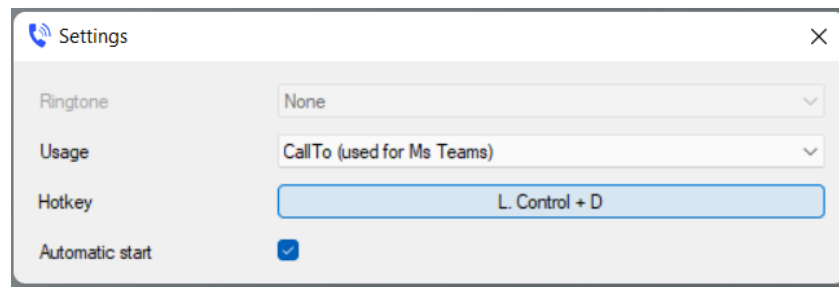 Settings
Ringtone None
Usage CallTo (used for Ms Teams)
Hotkey L. Control + D
Automatic start